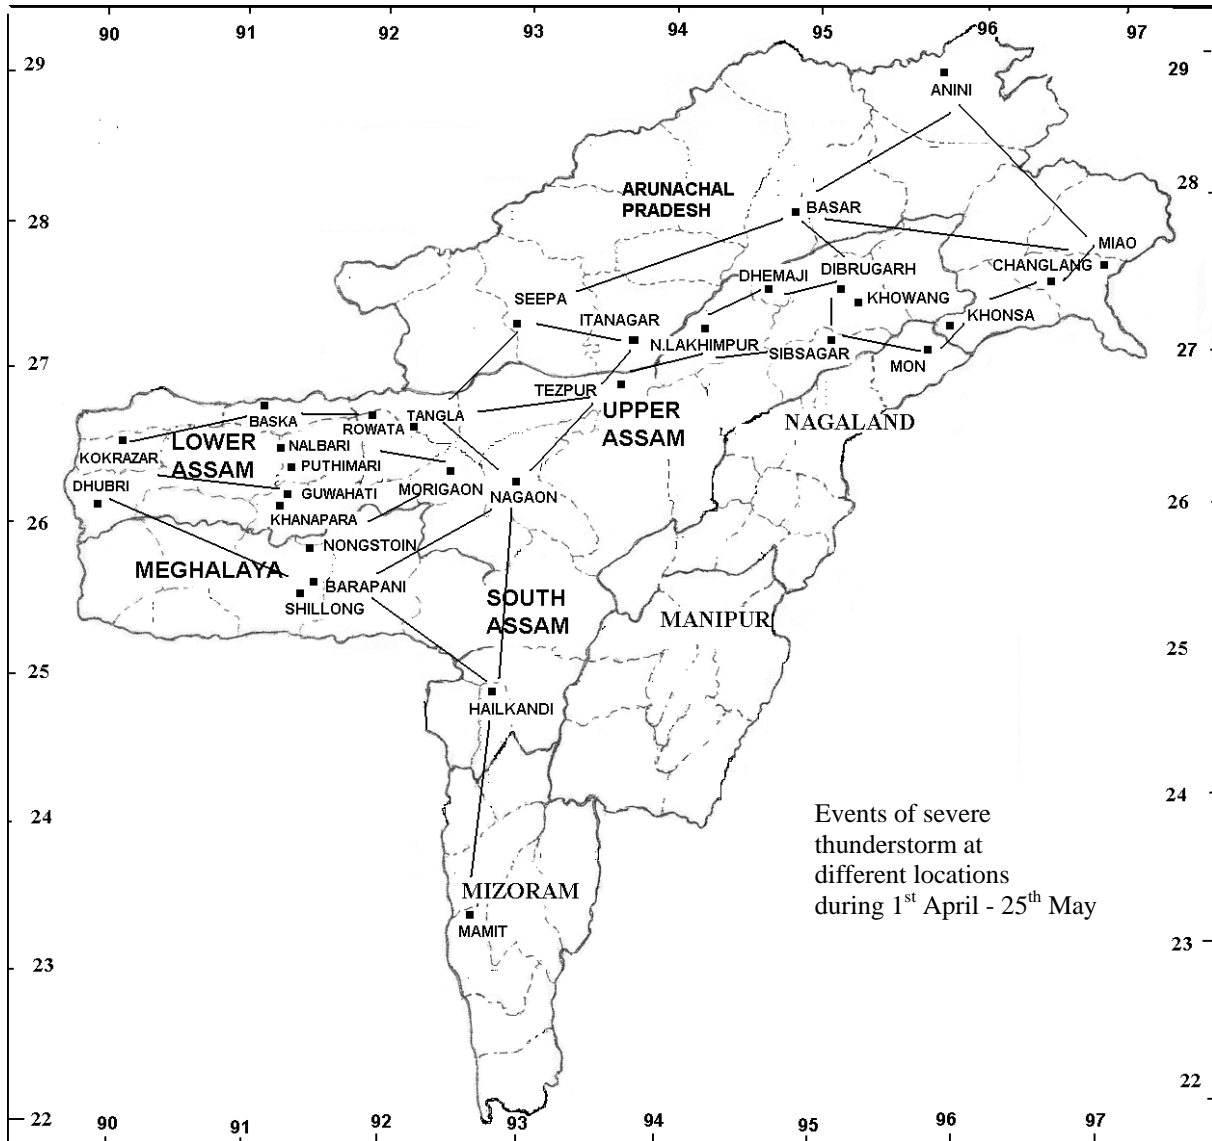 90 91 92 93 94 95 96 97
29 29
ANINI
28 28
ARUNACHAL
PRADESH
BASAR
MIAO
CHANGLANG
DHEMAJI DIBRUGARH
KHOWANG
SEEPA
ITANAGAR
KHONSA
N.LAKHIMPUR SIBSAGAR
MON
27 27
TEZPUR
UPPER
ASSAM
NAGALAND
TANGLA
BASKA ROWATA
LOWER
ASSAM
NALBARI
KOKRAZAR PUTHIMARI
DHUBRI GUWAHATI MORIGAON NAGAON
KHANAPARA
26 26
NONGSTOIN
MEGHALAYA BARAPANI
SHILLONG
SOUTH
ASSAM
MANIPUR
25 25
HAILKANDI
24 24
Events of severe
thunderstorm at
different locations
during 1st April - 25th May
MIZORAM
MAMIT
23 23
22 22
90 91 92 93 94 95 96 97